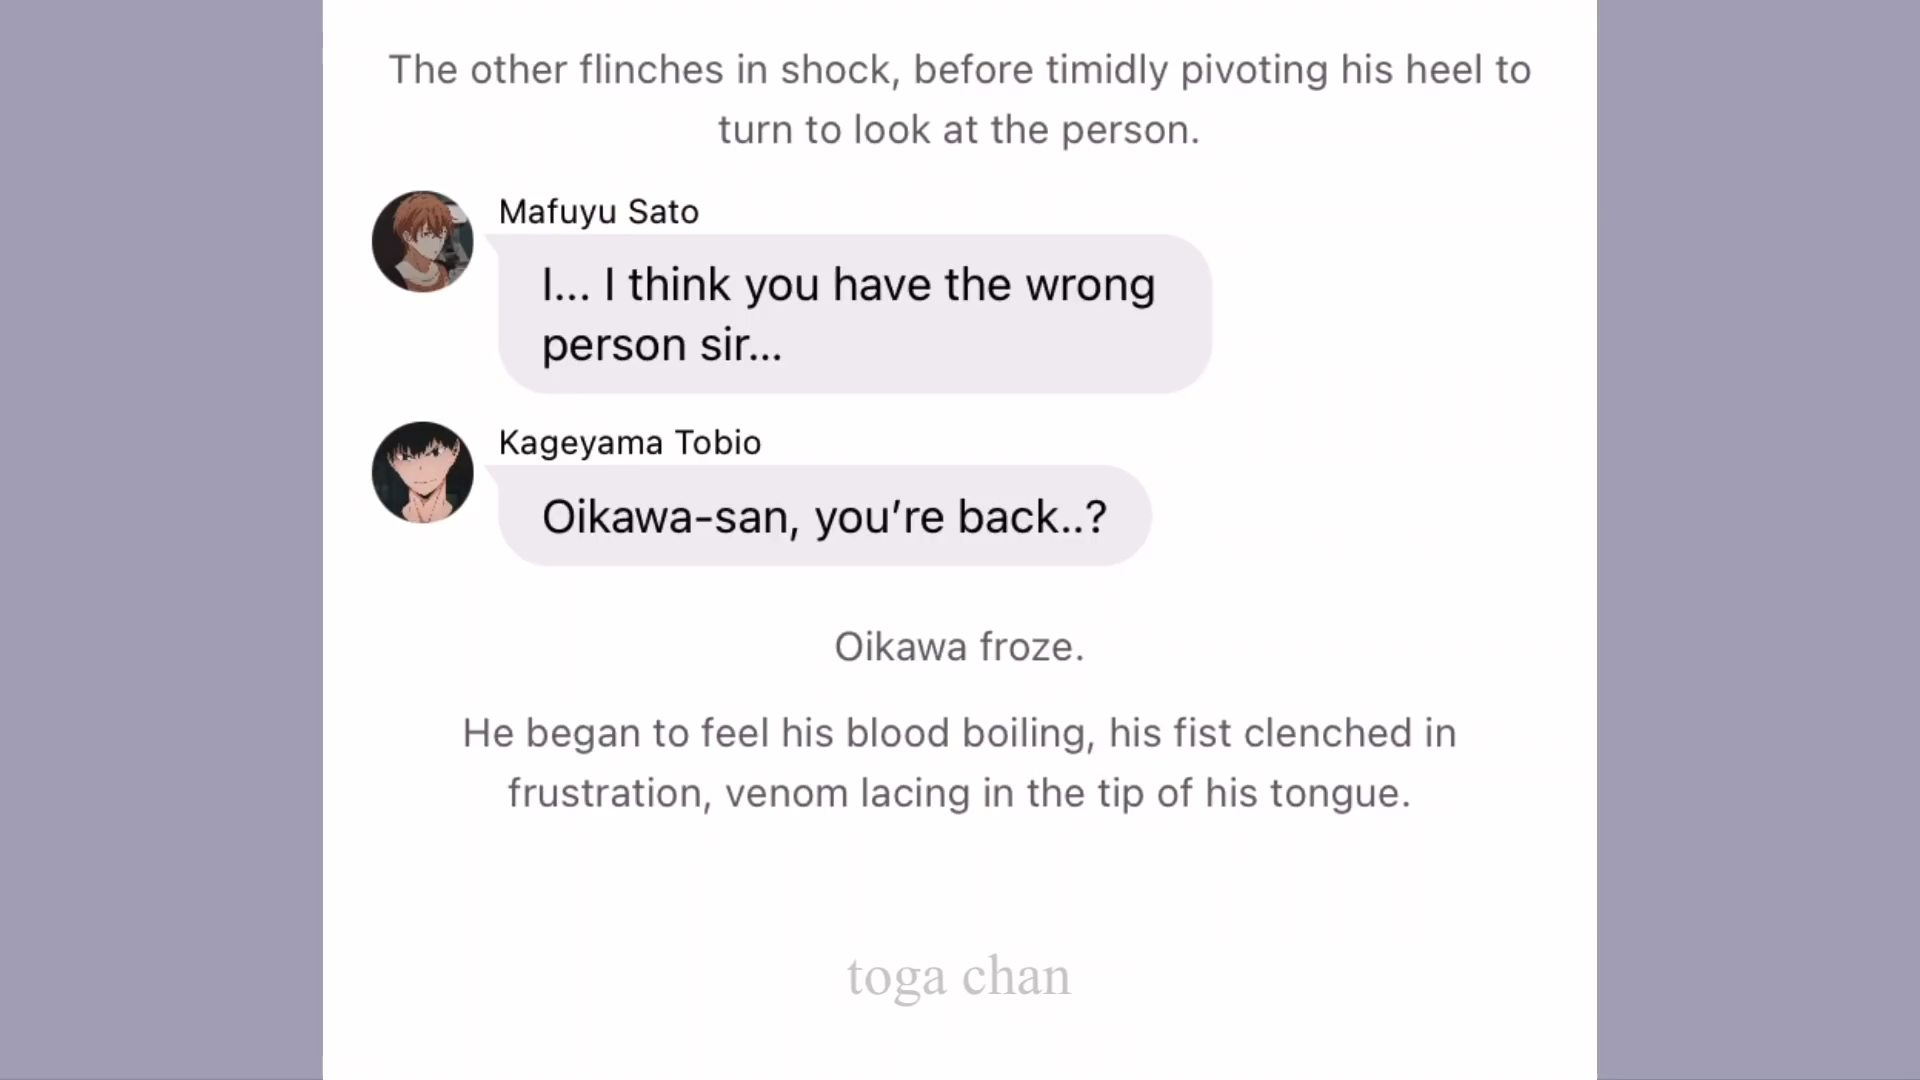 The other flinches in shock, before timidly pivoting his heel to
turn to look at the person.
Mafuyu Sato
I... I think you have the wrong
person sir...
Kageyama Tobio
Oikawa-san, you’re back..?
Oikawa froze.
He began to feel his blood boiling, his fist clenched in
frustration, venom lacing in the tip of his tongue.
toga chan